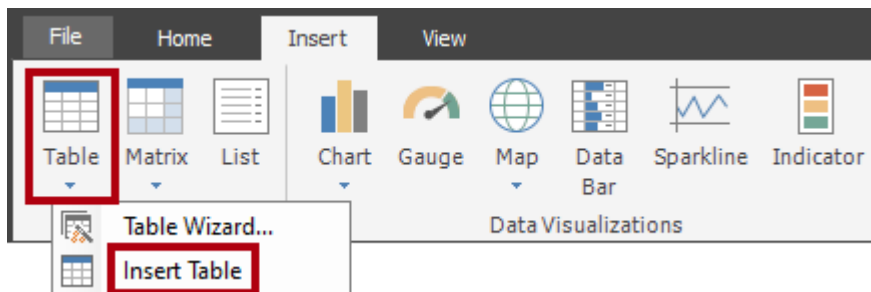 File Home Insert View
Table Matrix List Chart Gauge Map Data Bar Sparkline Indicator
Data Visualizations
Table Wizard...
Insert Table